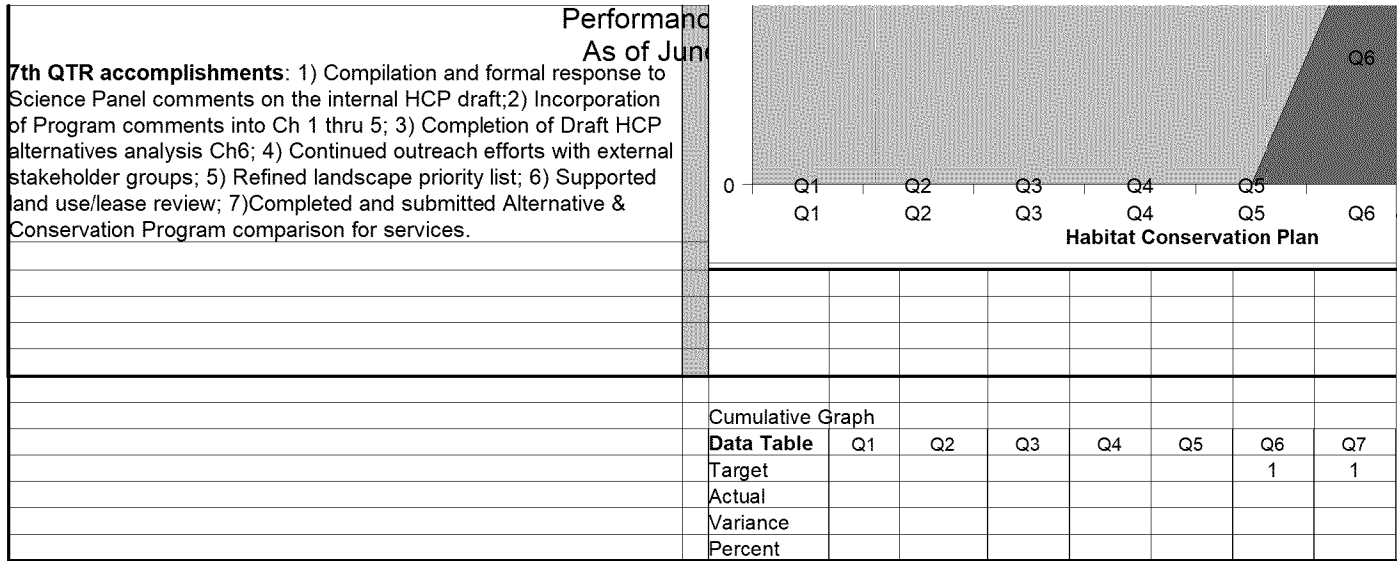 Performanc
As of June
7th QTR accomplishments: 1) Compilation and formal response to
Science Panel comments on the internal HCP draft;2) Incorporation
of Program comments into Ch 1 thru 5; 3) Completion of Draft HCP
alternatives analysis Ch6; 4) Continued outreach efforts with external
stakeholder groups; 5) Refined landscape priority list; 6) Supported
land use/lease review; 7)Completed and submitted Alternative &
Conservation Program comparison for services.
Q6
0 Q1 Q2 Q3 Q4 Q5
Q1 Q2 Q3 Q4 Q5 Q6
Habitat Conservation Plan
Cumulative Graph
Data Table Q1 Q2 Q3 Q4 Q5 Q6 Q7
Target 1 1
Actual
Variance
Percent